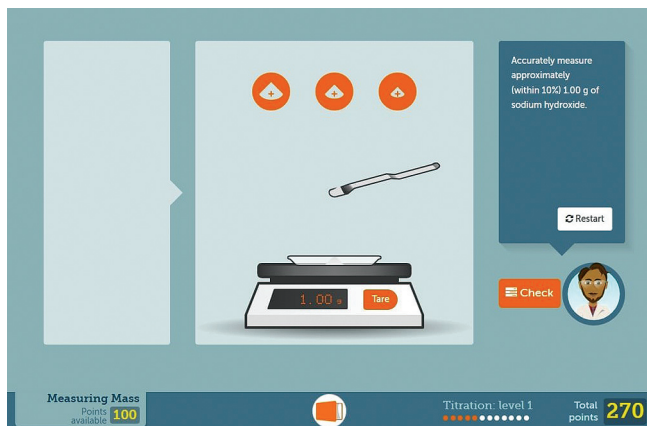 Accurately measure
approximately
(within 10%) 1.00 g of
sodium hydroxide.
Restart
1.00 g
Tare
Check
Measuring Mass
Points
available 100
Titration: level 1
Total
points 270